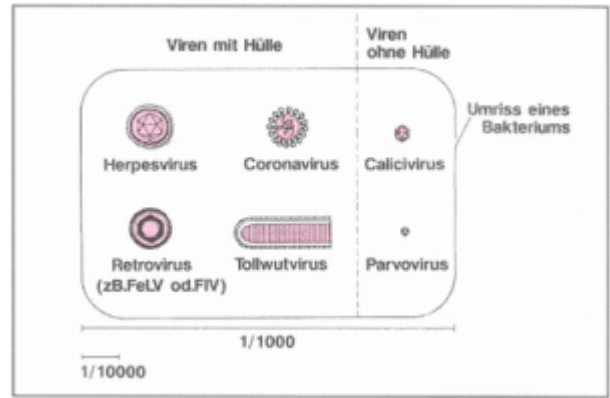 Viren mit Hülle
Viren
ohne Hülle
Umriss eines
Bakteriums
Herpesvirus
Coronavirus
Calicivirus
Retrovirus
(zB.FeLV od.FIV)
Tollwutvirus
Parvovirus
1/1000
1/10000